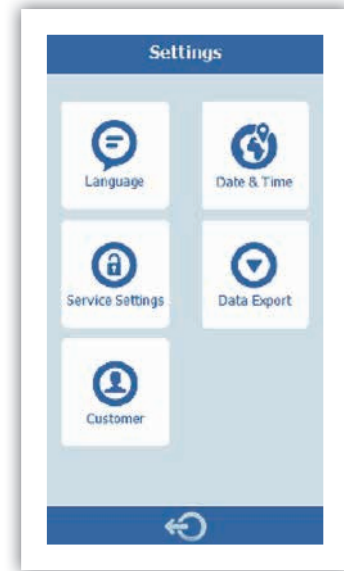 Settings
Language
Date & Time
Service Settings
Data Export
Customer